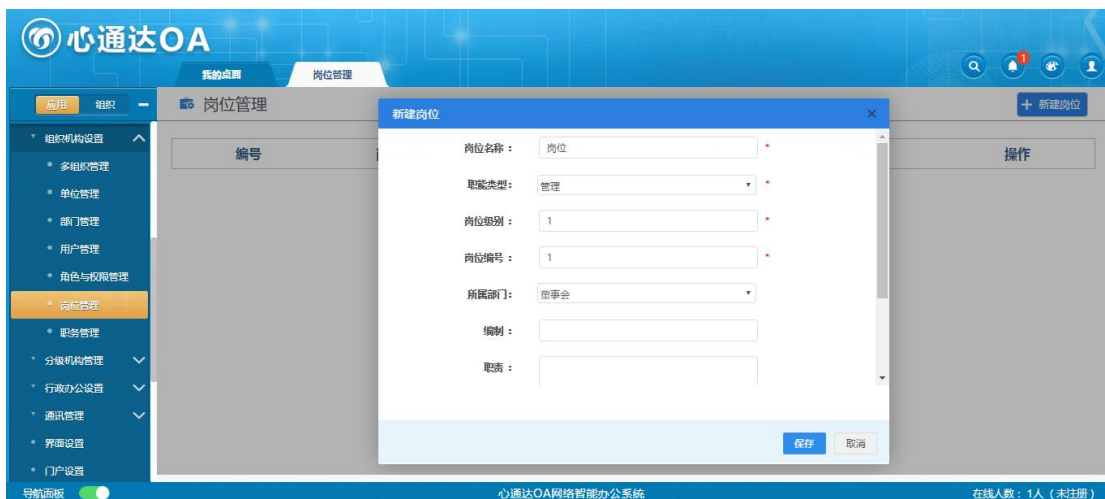 心通达OA
我的桌面
岗位管理
1
应用
组织
岗位管理
+ 新建岗位
组织机构设置
多组织管理
单位管理
部门管理
用户管理
角色与权限管理
岗位管理
职务管理
分级机构管理
行政办公设置
通讯管理
界面设置
门户设置
编号
操作
新建岗位
×
岗位名称：
岗位
*
职能类型：
管理
*
岗位级别：
1
*
岗位编号：
1
*
所属部门：
董事会
编制：
职责：
保存
取消
导航面板
心通达OA网络智能办公系统
在线人数：1人（未注册）